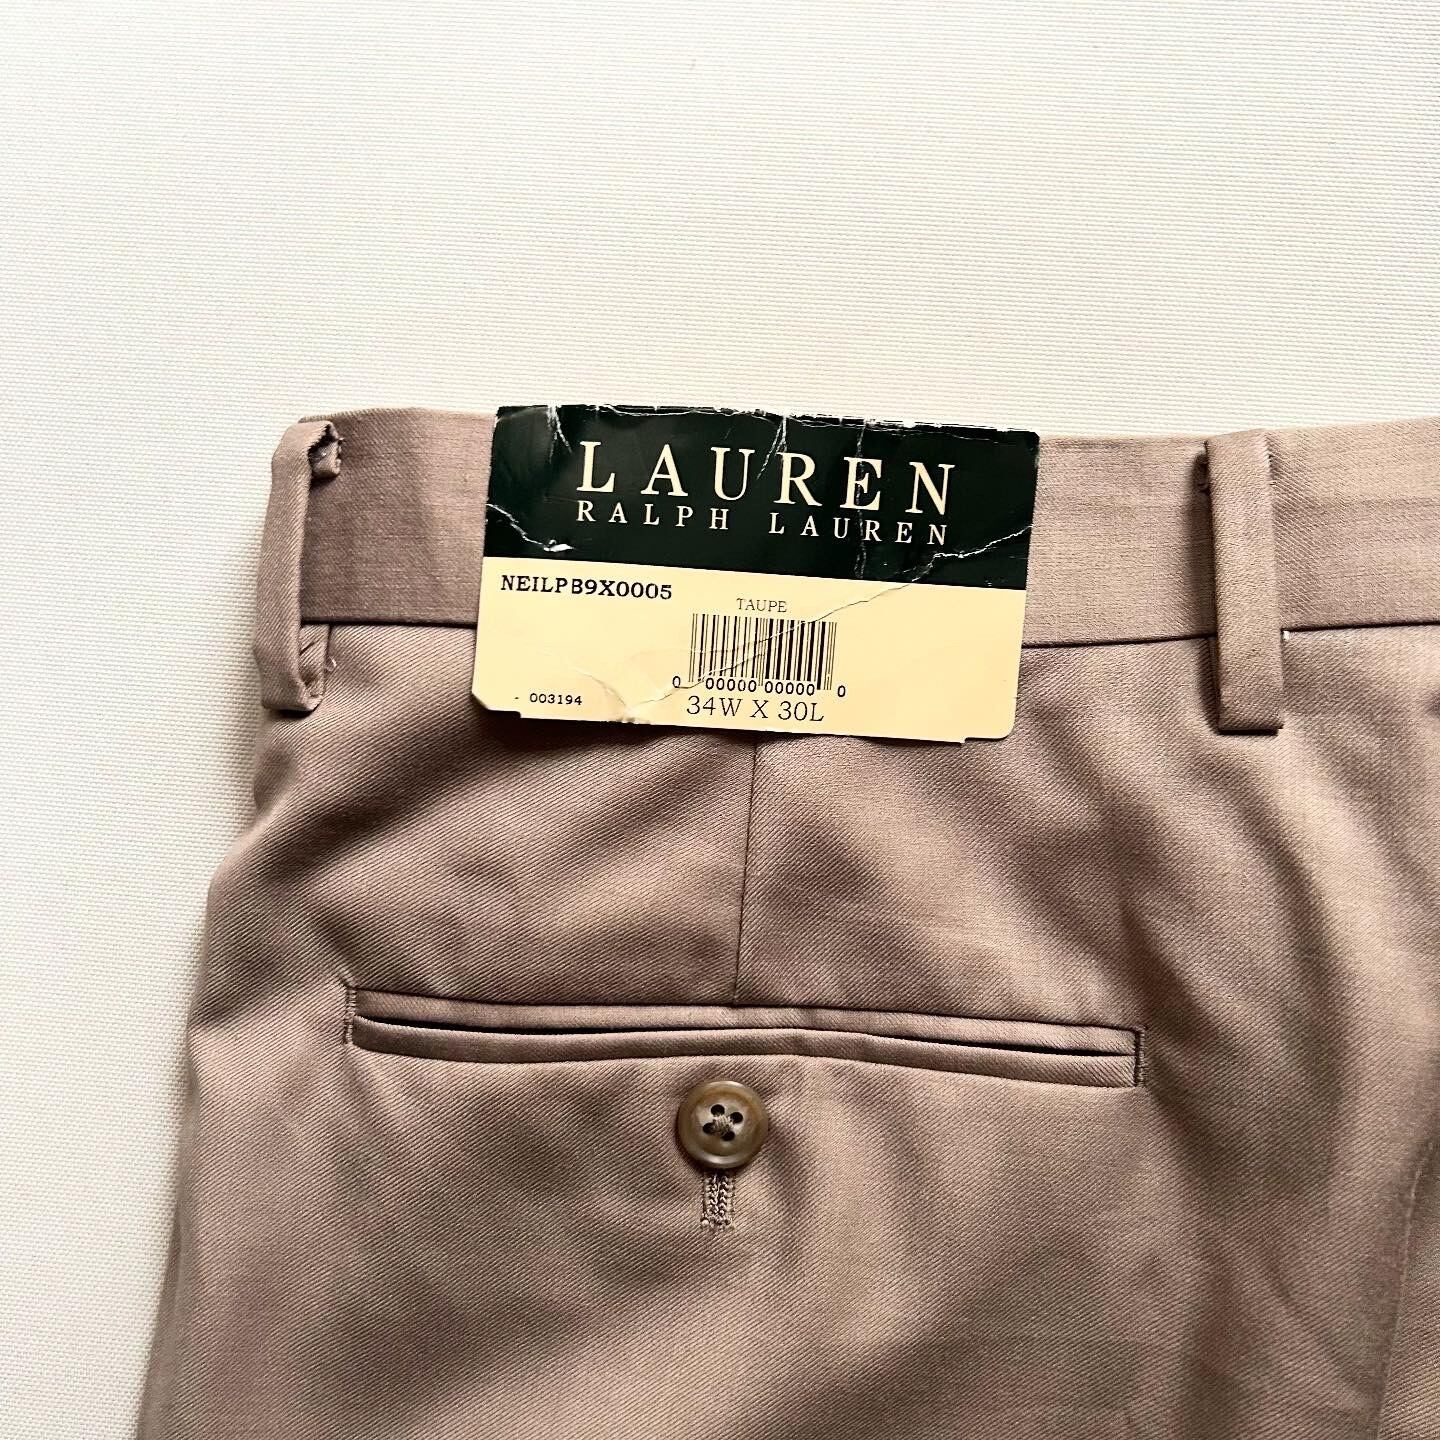 LAUREN
RALPH LAUREN
NEILPB9X0005
TAUPE
0 00000 00000 0
003194
34W X 30L